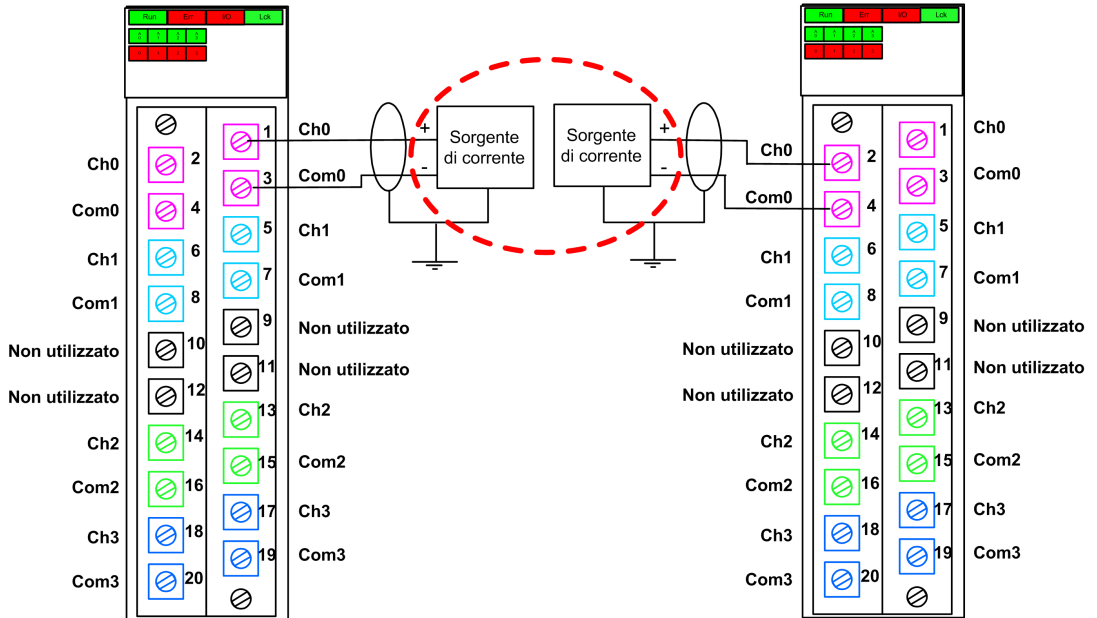 Run Err I/O Lck
Run Err I/O Lck
1 Ch0
Sorgente
di corrente
+
-
Sorgente
di corrente
+
-
1 Ch0
Ch0 2
3 Com0
Ch0 2
3 Com0
Com0 4
5 Ch1
Com0 4
5 Ch1
Ch1 6
7 Com1
Ch1 6
7 Com1
Com1 8
9 Non utilizzato
Com1 8
9 Non utilizzato
Non utilizzato 10
11 Non utilizzato
Non utilizzato 10
11 Non utilizzato
Non utilizzato 12
13 Ch2
Non utilizzato 12
13 Ch2
Ch2 14
15 Com2
Ch2 14
15 Com2
Com2 16
17 Ch3
Com2 16
17 Ch3
Ch3 18
19 Com3
Ch3 18
19 Com3
Com3 20
Com3 20